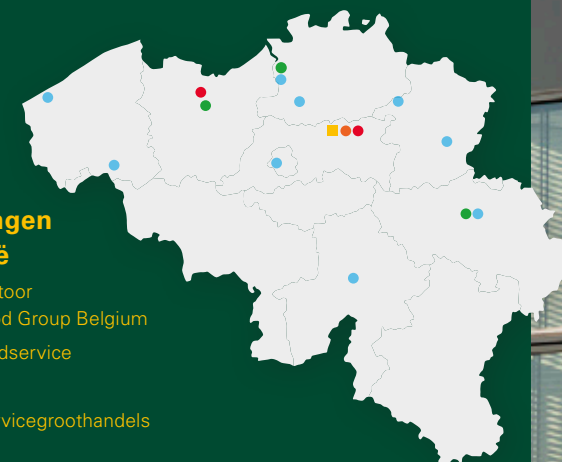 ngen
ë
toor
d Group Belgium
dservice
vicegroothandels